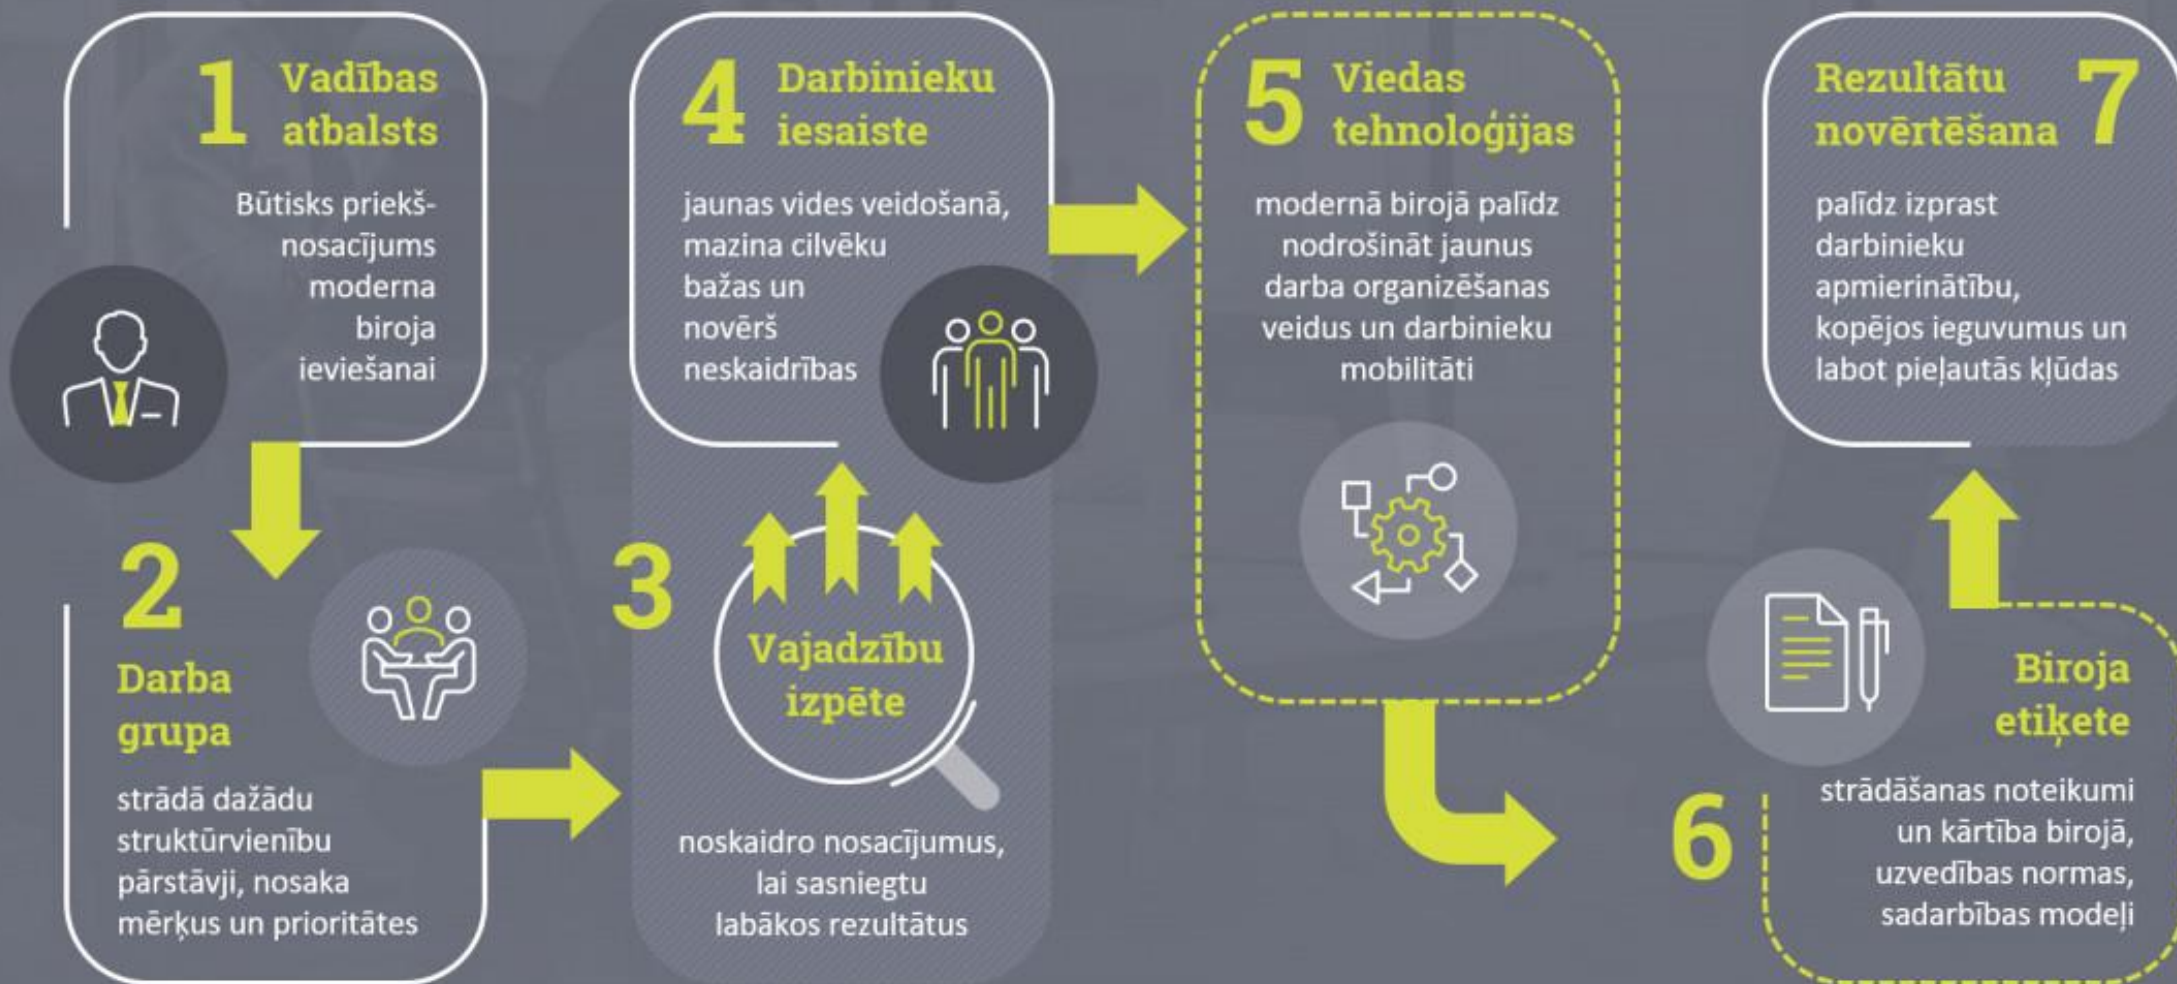 1
Vadības
atbalsts
Būtisks priekš-
nosacījums
moderna
biroja
ieviešanai
2
Darba
grupa
strādā dažādu
struktūrvienību
pārstāvji, nosaka
mērķus un prioritātes
3
Vajadzību
izpēte
noskaidro nosacījumus,
lai sasniegtu
labākos rezultātus
4
Darbinieku
iesaiste
jaunas vides veidošanā,
mazina cilvēku
bažas un
novērš
neskaidrības
5
Viedas
tehnoloģijas
modernā birojā palīdz
nodrošināt jaunus
darba organizēšanas
veidus un darbinieku
mobilitāti
6
Biroja
etiķete
strādāšanas noteikumi
un kārtība birojā,
uzvedības normas,
sadarbības modeļi
Rezultātu
novērtēšana
7
palīdz izprast
darbinieku
apmierinātību,
kopējos ieguvumus un
labot pieļautās kļūdas